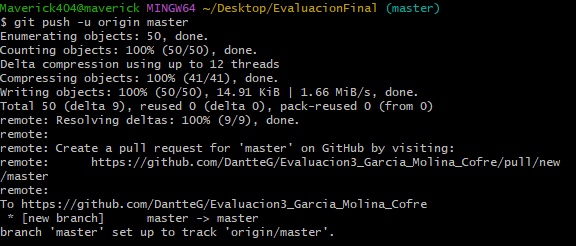 Maverick404@maverick MINGW64 ~/Desktop/EvaluacionFinal (master)
$ git push -u origin master
Enumerating objects: 50, done.
Counting objects: 100% (50/50), done.
Delta compression using up to 12 threads
Compressing objects: 100% (41/41), done.
Writing objects: 100% (50/50), 14.91 KiB | 1.66 MiB/s, done.
Total 50 (delta 9), reused 0 (delta 0), pack-reused 0 (from 0)
remote: Resolving deltas: 100% (9/9), done.
remote:
remote: Create a pull request for 'master' on GitHub by visiting:
remote:      https://github.com/DantteG/Evaluacion3_Garcia_Molina_Cofre/pull/new
/master
remote:
To https://github.com/DantteG/Evaluacion3_Garcia_Molina_Cofre
 * [new branch]      master -> master
branch 'master' set up to track 'origin/master'.